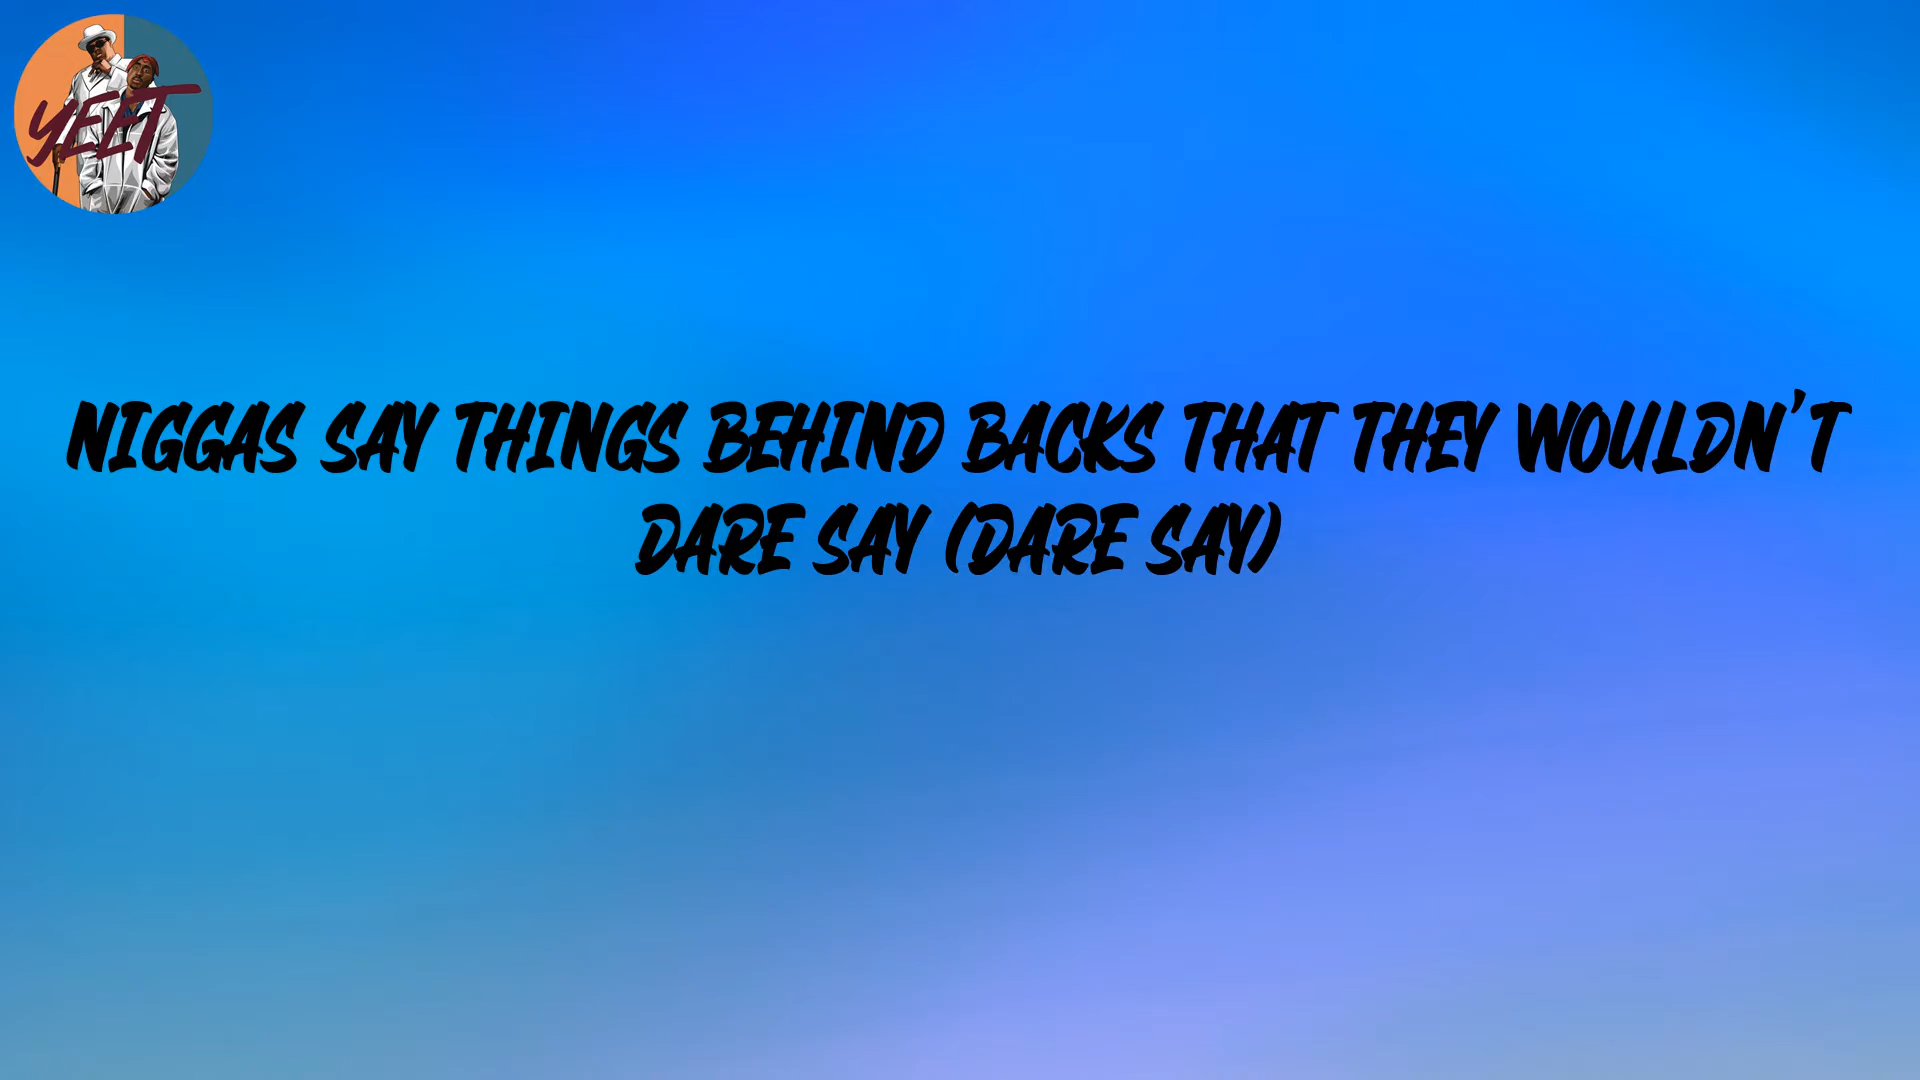 YEET
NIGGAS SAY THINGS BEHIND BACKS THAT THEY WOULDN'T
DARE SAY (DARE SAY)